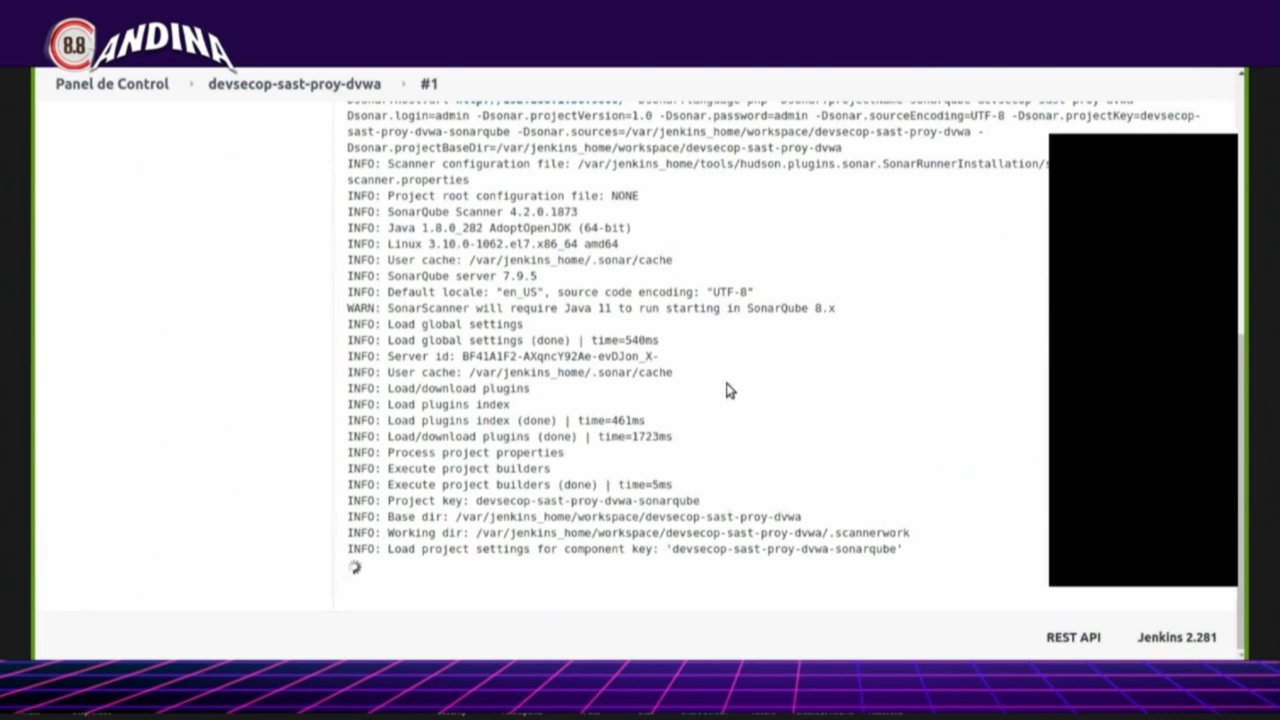 8.8 ANDINA
Panel de Control › devsecop-sast-proy-dvwa › #1
Dsonar.login=admin -Dsonar.projectVersion=1.0 -Dsonar.password=admin -Dsonar.sourceEncoding=UTF-8 -Dsonar.projectKey=devsecop-
sast-proy-dvwa-sonarqube -Dsonar.sources=/var/jenkins_home/workspace/devsecop-sast-proy-dvwa -
Dsonar.projectBaseDir=/var/jenkins_home/workspace/devsecop-sast-proy-dvwa
INFO: Scanner configuration file: /var/jenkins_home/tools/hudson.plugins.sonar.SonarRunnerInstallation/s
scanner.properties
INFO: Project root configuration file: NONE
INFO: SonarQube Scanner 4.2.0.1873
INFO: Java 1.8.0_282 AdoptOpenJDK (64-bit)
INFO: Linux 3.10.0-1062.el7.x86_64 amd64
INFO: User cache: /var/jenkins_home/.sonar/cache
INFO: SonarQube server 7.9.5
INFO: Default locale: "en_US", source code encoding: "UTF-8"
WARN: SonarScanner will require Java 11 to run starting in SonarQube 8.x
INFO: Load global settings
INFO: Load global settings (done) | time=540ms
INFO: Server id: BF41A1F2-AXqncY92Ae-evDJon_X-
INFO: User cache: /var/jenkins_home/.sonar/cache
INFO: Load/download plugins
INFO: Load plugins index
INFO: Load plugins index (done) | time=461ms
INFO: Load/download plugins (done) | time=1723ms
INFO: Process project properties
INFO: Execute project builders
INFO: Execute project builders (done) | time=5ms
INFO: Project key: devsecop-sast-proy-dvwa-sonarqube
INFO: Base dir: /var/jenkins_home/workspace/devsecop-sast-proy-dvwa
INFO: Working dir: /var/jenkins_home/workspace/devsecop-sast-proy-dvwa/.scannerwork
INFO: Load project settings for component key: 'devsecop-sast-proy-dvwa-sonarqube'
REST API Jenkins 2.281